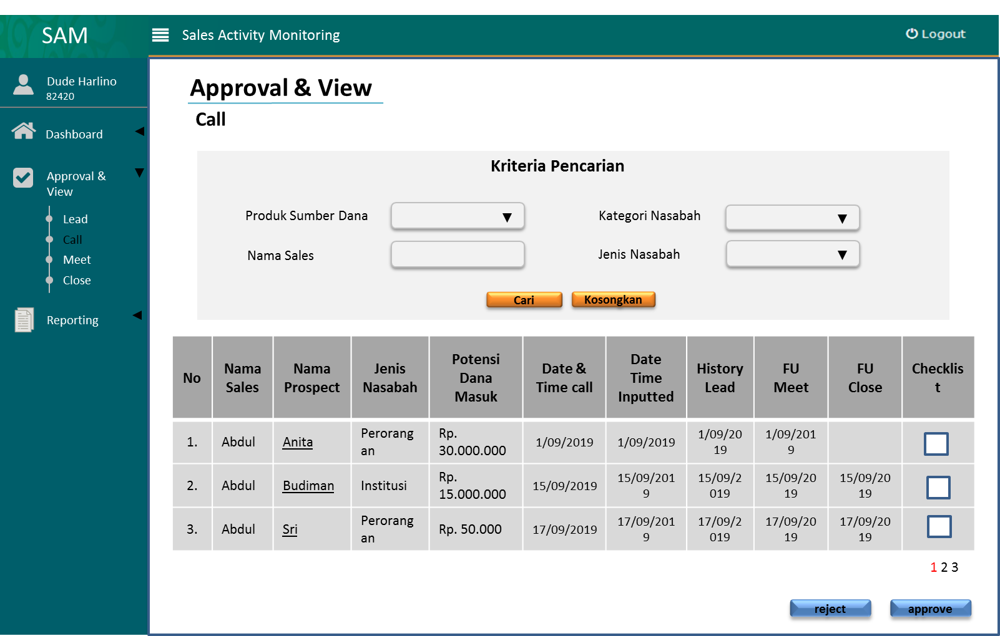 SAM
Sales Activity Monitoring
Logout
Dude Harlino
82420
Dashboard
Approval &
View
Lead
Call
Meet
Close
Reporting
Approval & View
Call
Kriteria Pencarian
Produk Sumber Dana
Kategori Nasabah
Nama Sales
Jenis Nasabah
Cari
Kosongkan
No
Nama
Sales
Nama
Prospect
Jenis
Nasabah
Potensi
Dana
Masuk
Date &
Time call
Date
Time
Inputted
History
Lead
FU
Meet
FU
Close
Checklis
t
1.
Abdul
Anita
Perorang
an
Rp.
30.000.000
1/09/2019
1/09/2019
1/09/20
19
1/09/201
9
2.
Abdul
Budiman
Institusi
Rp.
15.000.000
15/09/2019
15/09/201
9
15/09/2
019
15/09/20
19
15/09/20
19
3.
Abdul
Sri
Perorang
an
Rp. 50.000
17/09/2019
17/09/201
9
17/09/2
019
17/09/20
19
17/09/20
19
1 2 3
reject
approve